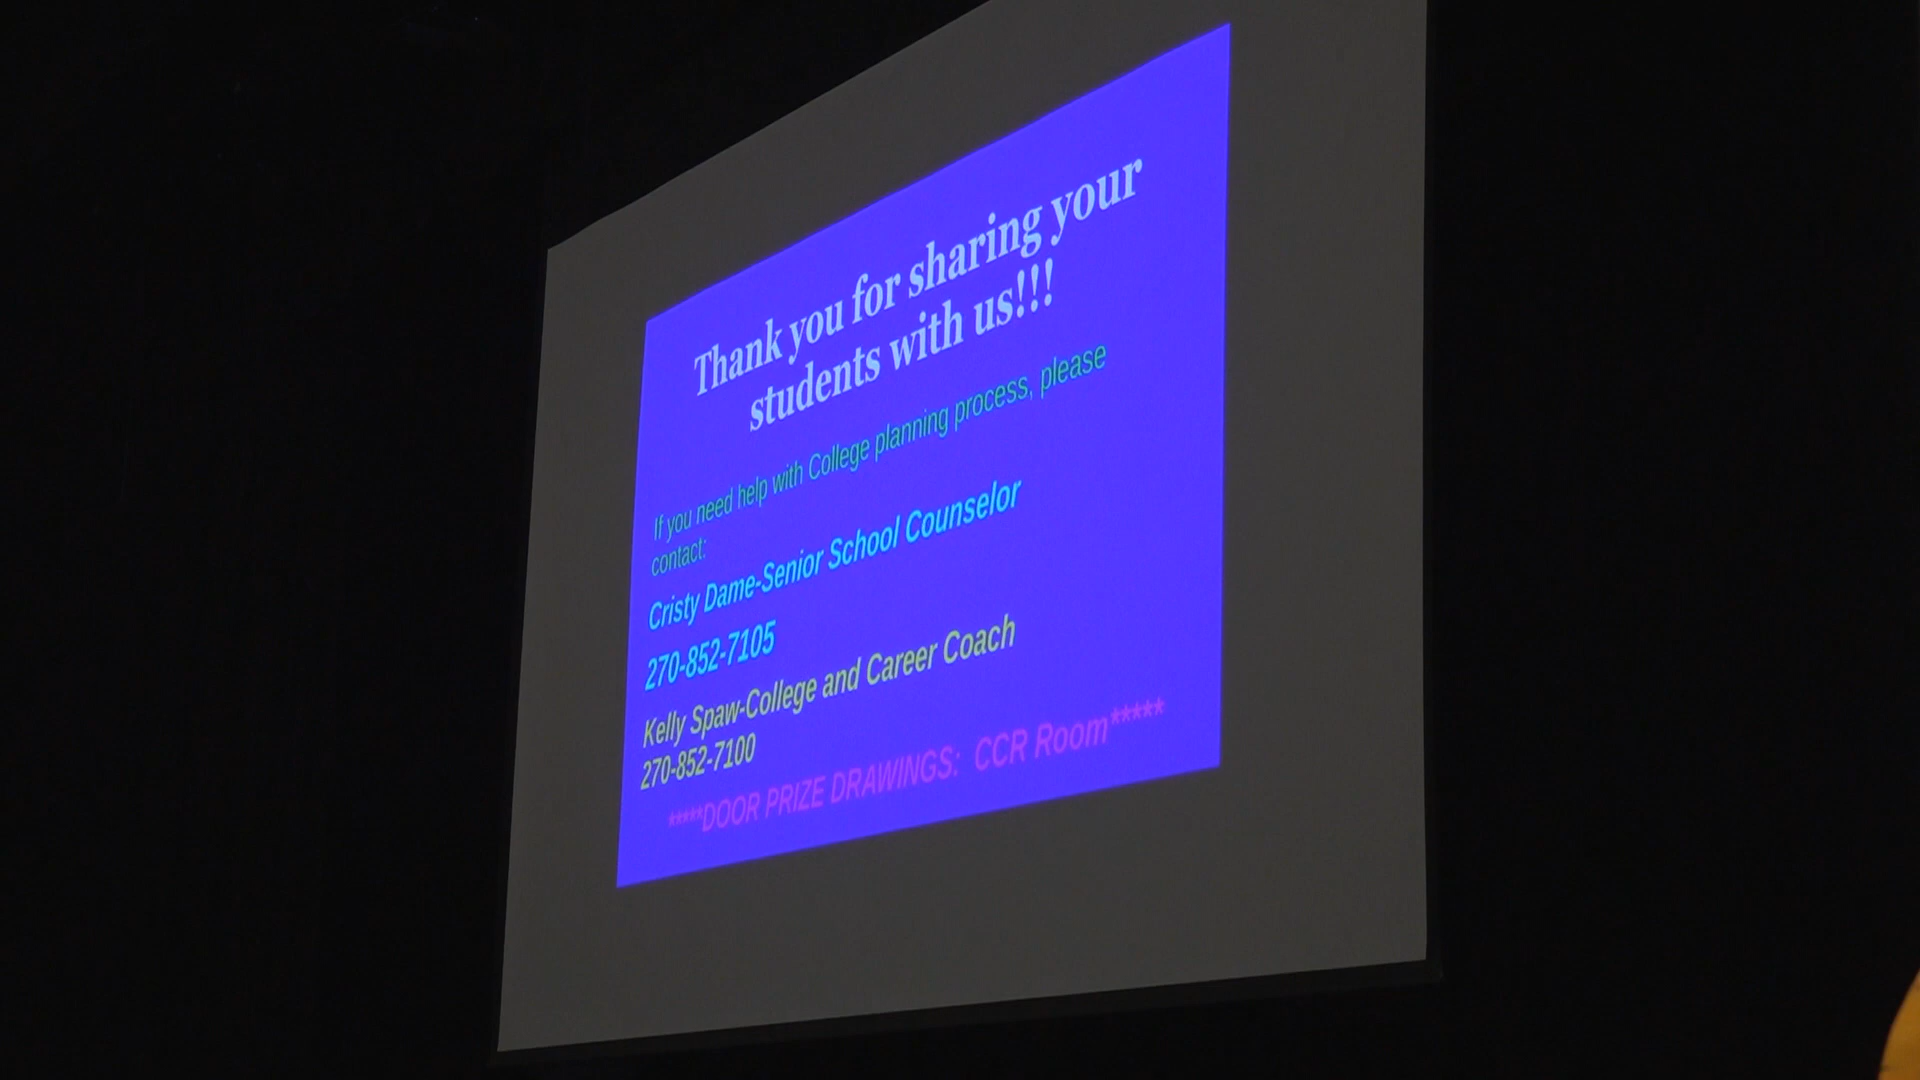 Thank you for sharing your
students with us!!!
If you need help with College planning process, please
contact:
Cristy Dame-Senior School Counselor
270-852-7105
Kelly Spaw-College and Career Coach
270-852-7100
*****DOOR PRIZE DRAWINGS: CCR Room*****